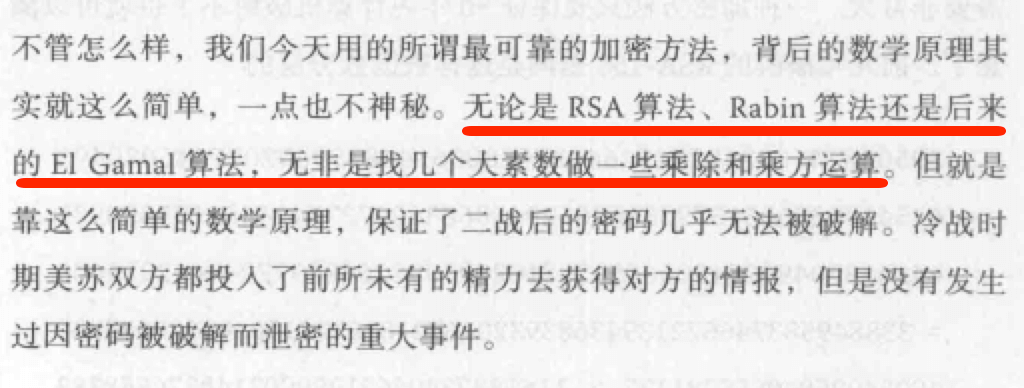 不管怎么样，我们今天用的所谓最可靠的加密方法，背后的数学原理其
实就这么简单，一点也不神秘。无论是 RSA 算法、Rabin 算法还是后来
的 El Gamal 算法，无非是找几个大素数做一些乘除和乘方运算。但就是
靠这么简单的数学原理，保证了二战后的密码几乎无法被破解。冷战时
期美苏双方都投入了前所未有的精力去获得对方的情报，但是没有发生
过因密码被破解而泄密的重大事件。